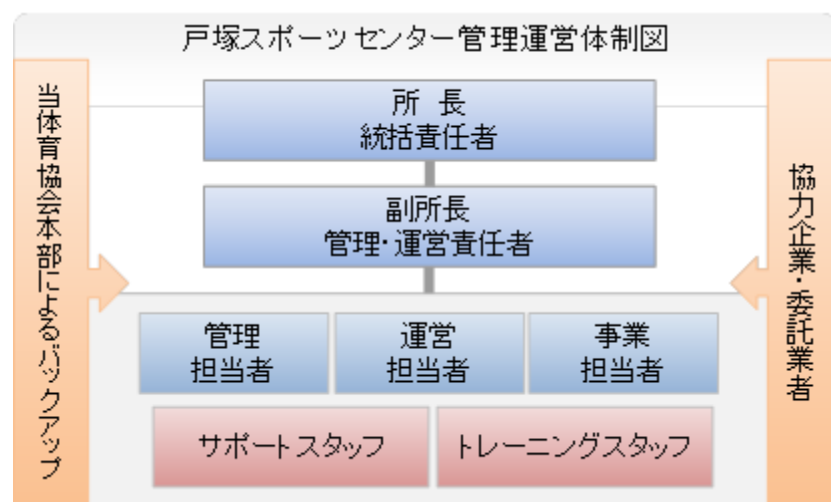 戸塚スポーツセンター管理運営体制図
当体育協会本部によるバックアップ
所 長
統括責任者
副所長
管理・運営責任者
管理
担当者
運営
担当者
事業
担当者
サポートスタッフ
トレーニングスタッフ
協力企業・委託業者